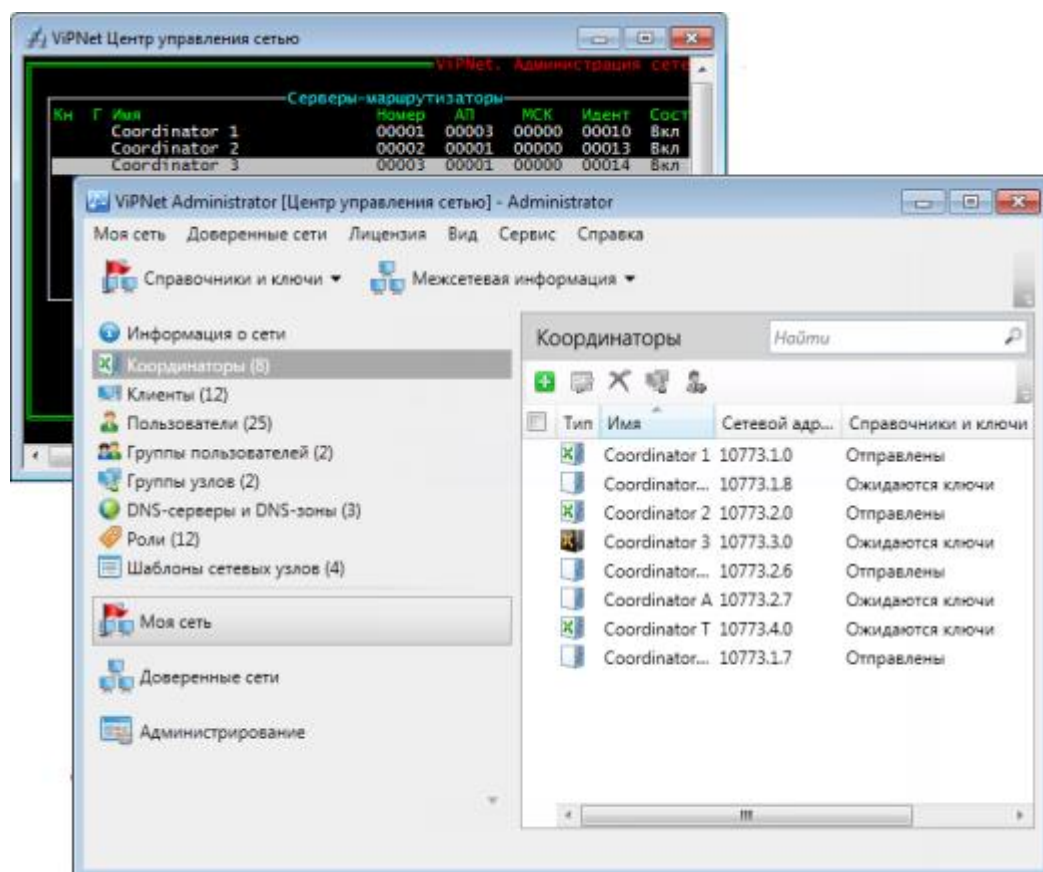 ViPNet Центр управления сетью
ViPNet. Администрация сете
Серверы-маршрутизаторы
Кн Г Имя Номер АП МСК Идент Сост
Coordinator 1 00001 00003 00000 00010 Вкл
Coordinator 2 00002 00001 00000 00013 Вкл
Coordinator 3 00003 00001 00000 00014 Вкл
ViPNet Administrator [Центр управления сетью] - Administrator
Моя сеть Доверенные сети Лицензия Вид Сервис Справка
Справочники и ключи Межсетевая информация
Информация о сети
Координаторы (8)
Клиенты (12)
Пользователи (25)
Группы пользователей (2)
Группы узлов (2)
DNS-серверы и DNS-зоны (3)
Роли (12)
Шаблоны сетевых узлов (4)
Моя сеть
Доверенные сети
Администрирование
Координаторы Найти
Тип Имя Сетевой адр... Справочники и ключи
Coordinator 1 10773.1.0 Отправлены
Coordinator... 10773.1.8 Ожидаются ключи
Coordinator 2 10773.2.0 Отправлены
Coordinator 3 10773.3.0 Ожидаются ключи
Coordinator... 10773.2.6 Отправлены
Coordinator A 10773.2.7 Ожидаются ключи
Coordinator T 10773.4.0 Ожидаются ключи
Coordinator... 10773.1.7 Отправлены